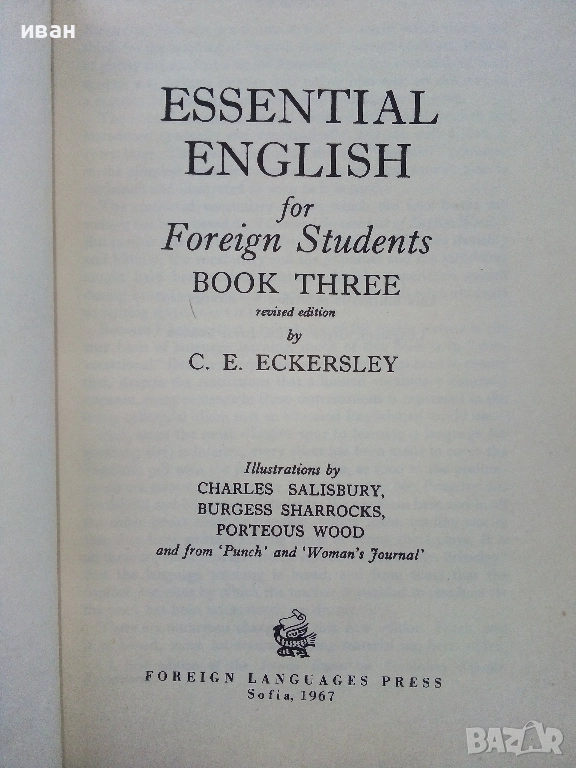 иван
ESSENTIAL
ENGLISH
for
Foreign Students
BOOK THREE
revised edition
by
C. E. ECKERSLEY
Illustrations by
CHARLES SALISBURY,
BURGESS SHARROCKS,
PORTEOUS WOOD
and from 'Punch' and 'Woman's Journal'
FOREIGN LANGUAGES PRESS
Sofia, 1967
BAZAR